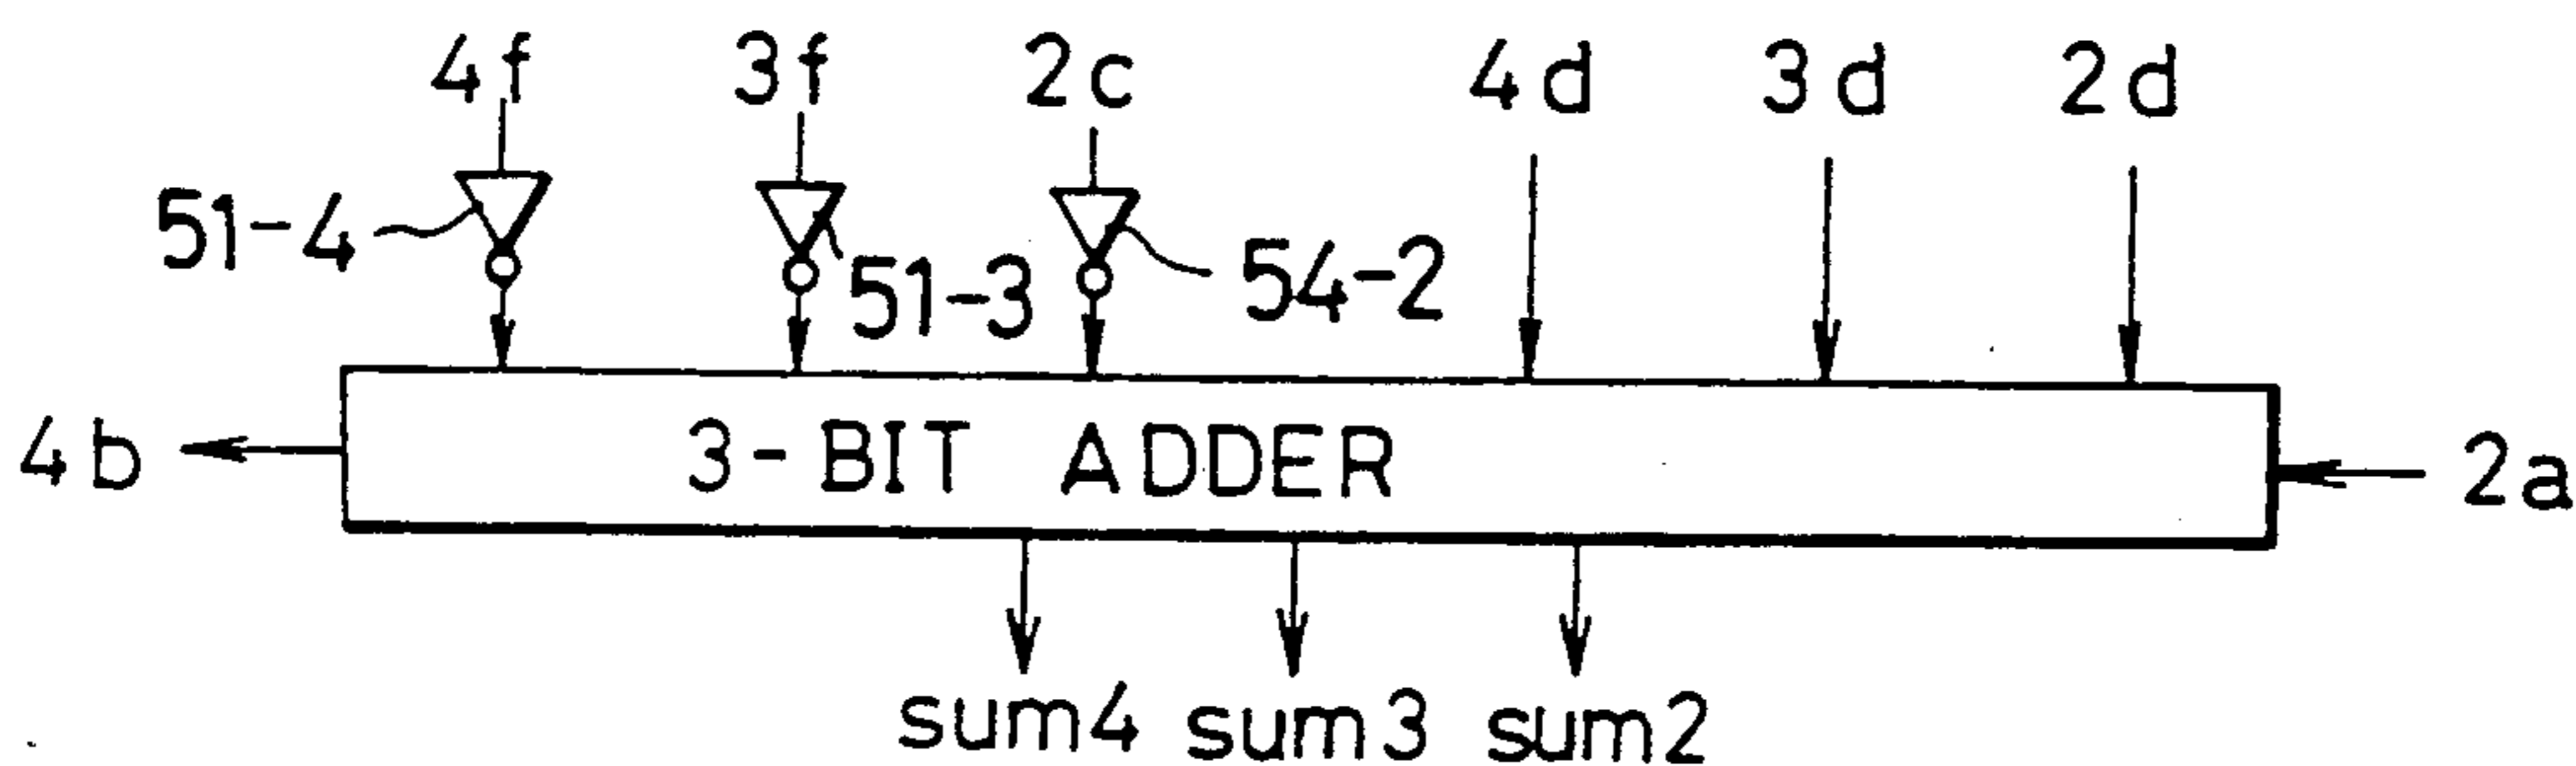 4f 3f 2c 4d 3d 2d
51-4 51-3 54-2
4b 3-BIT ADDER 2a
sum4 sum3 sum2